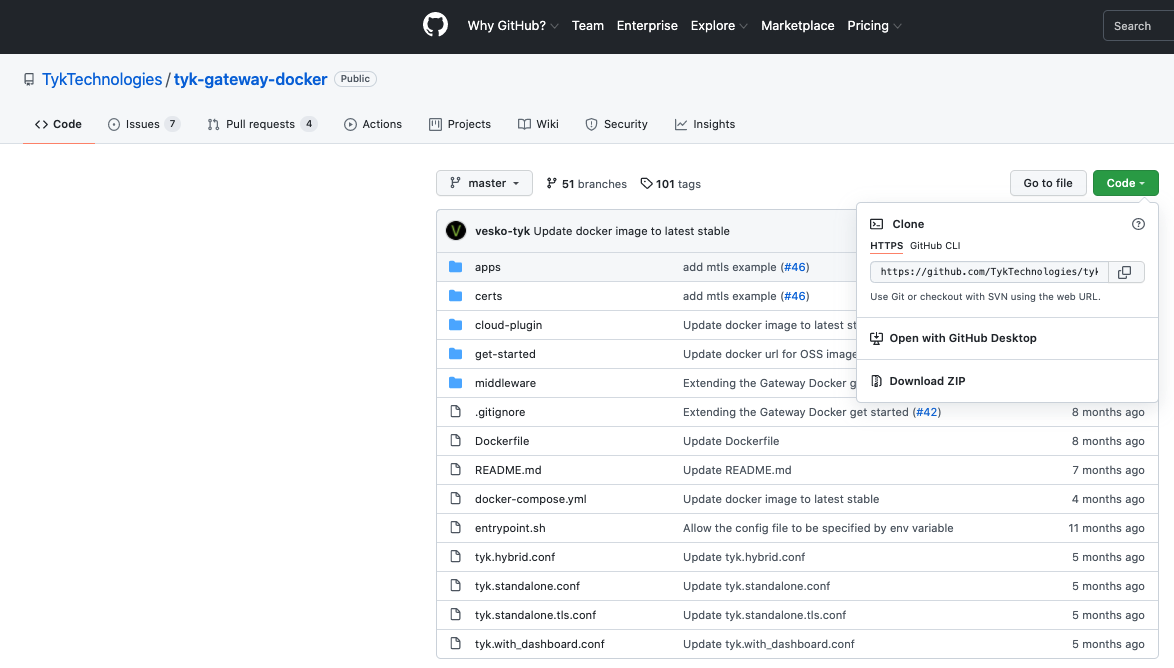 Why GitHub? Team Enterprise Explore Marketplace Pricing Search
TykTechnologies / tyk-gateway-docker Public
Code Issues 7 Pull requests 4 Actions Projects Wiki Security Insights
master 51 branches 101 tags Go to file Code
vesko-tyk Update docker image to latest stable
Clone
HTTPS GitHub CLI
https://github.com/TykTechnologies/tyk
Use Git or checkout with SVN using the web URL.
Open with GitHub Desktop
Download ZIP
apps add mtls example (#46)
certs add mtls example (#46)
cloud-plugin Update docker image to latest st
get-started Update docker url for OSS image
middleware Extending the Gateway Docker g
.gitignore Extending the Gateway Docker get started (#42) 8 months ago
Dockerfile Update Dockerfile 8 months ago
README.md Update README.md 7 months ago
docker-compose.yml Update docker image to latest stable 4 months ago
entrypoint.sh Allow the config file to be specified by env variable 11 months ago
tyk.hybrid.conf Update tyk.hybrid.conf 5 months ago
tyk.standalone.conf Update tyk.standalone.conf 5 months ago
tyk.standalone.tls.conf Update tyk.standalone.tls.conf 5 months ago
tyk.with_dashboard.conf Update tyk.with_dashboard.conf 5 months ago